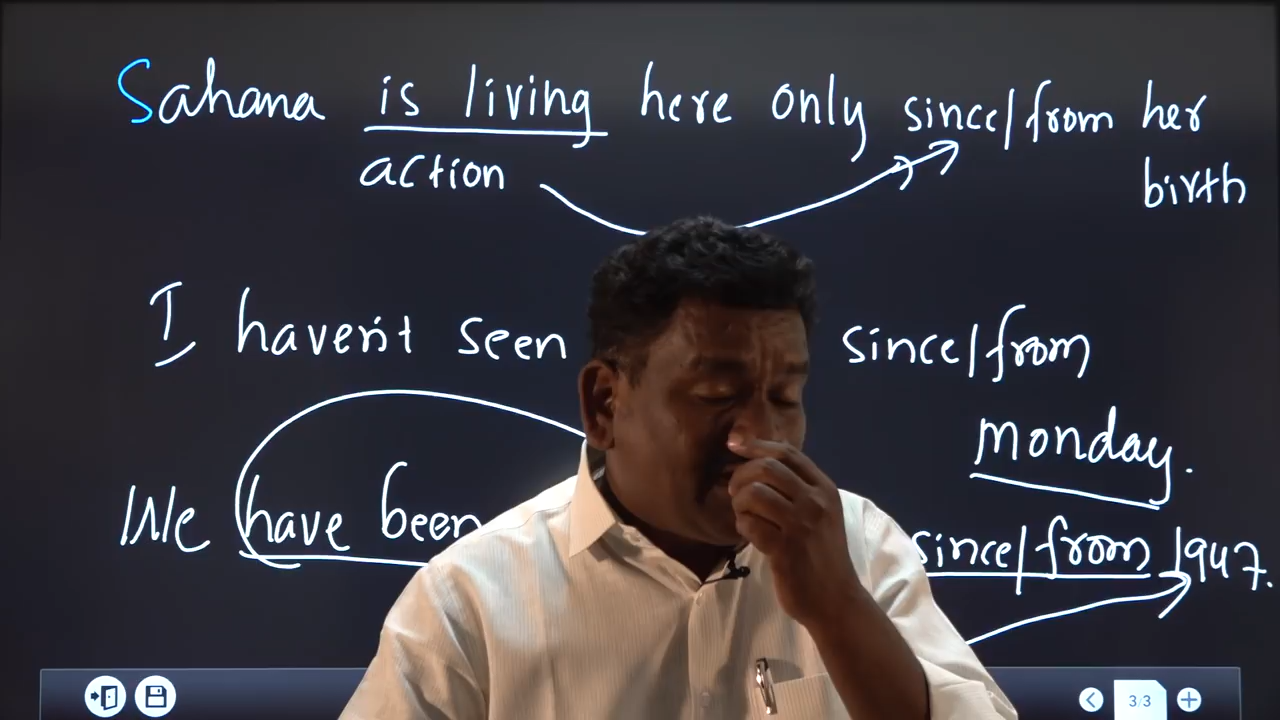 Sahana is living here only since/from her
birth
action
I haven't seen since/from
monday.
We have been since/from 1947.
3/3